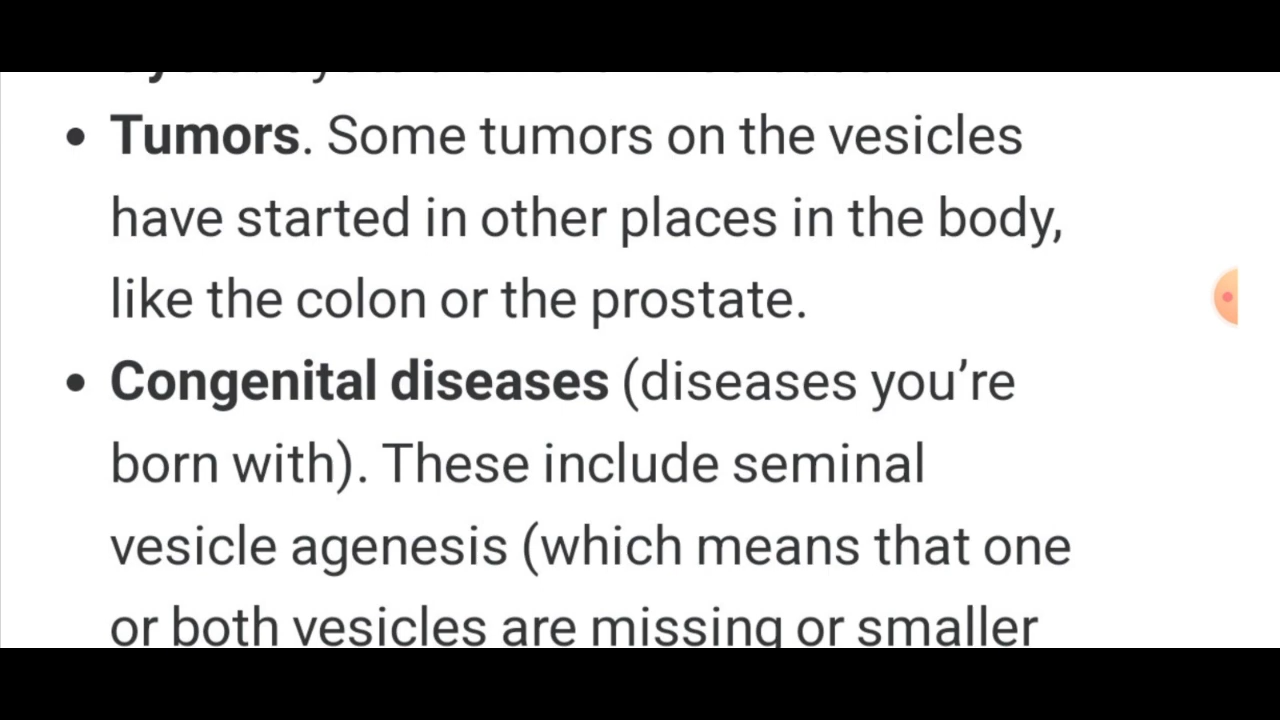 Tumors. Some tumors on the vesicles
have started in other places in the body,
like the colon or the prostate.
Congenital diseases (diseases you’re
born with). These include seminal
vesicle agenesis (which means that one
or both vesicles are missing or smaller